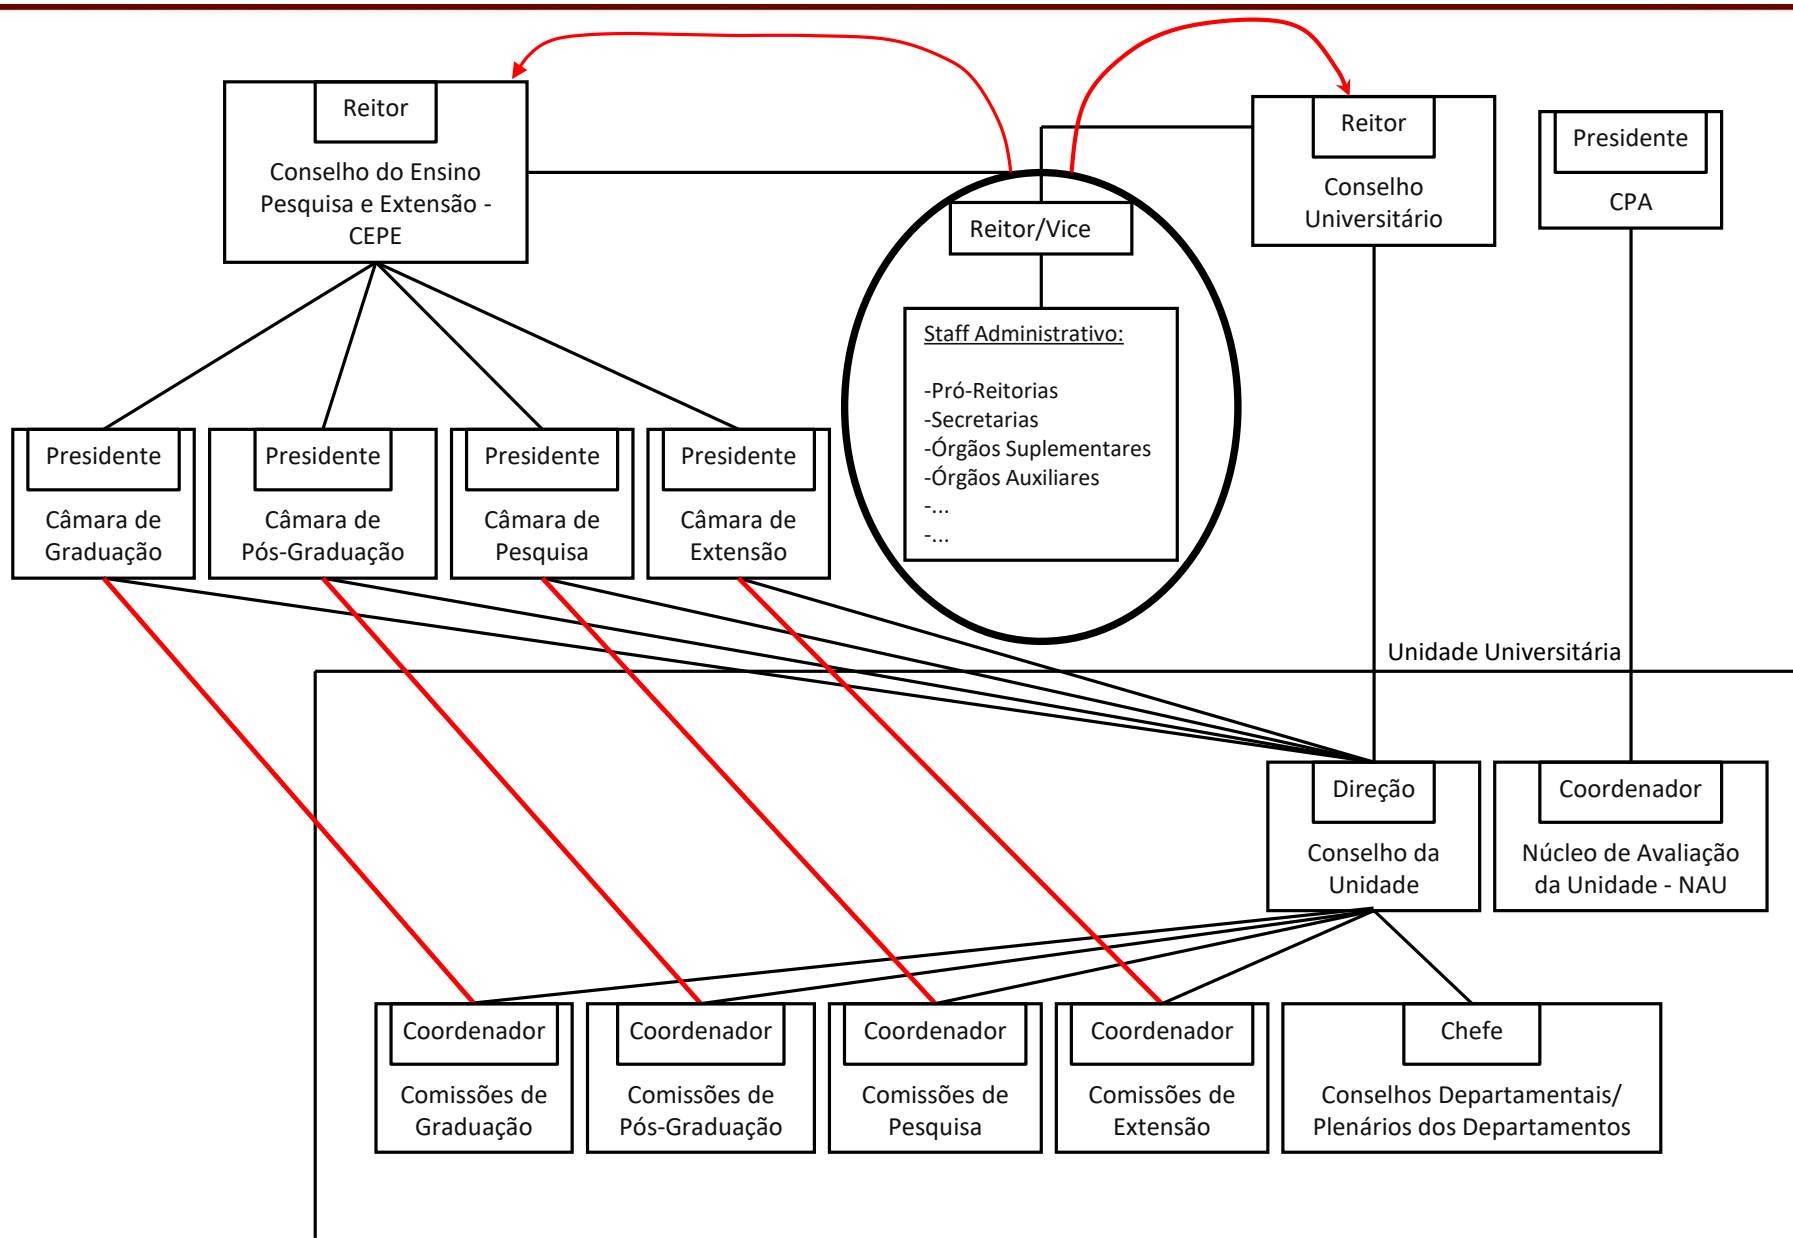 Reitor
Conselho do Ensino
Pesquisa e Extensão -
CEPE
Reitor/Vice
Staff Administrativo:
-Pró-Reitorias
-Secretarias
-Órgãos Suplementares
-Órgãos Auxiliares
-...
-...
Reitor
Conselho
Universitário
Presidente
CPA
Presidente
Câmara de
Graduação
Presidente
Câmara de
Pós-Graduação
Presidente
Câmara de
Pesquisa
Presidente
Câmara de
Extensão
Unidade Universitária
Direção
Conselho da
Unidade
Coordenador
Núcleo de Avaliação
da Unidade - NAU
Coordenador
Comissões de
Graduação
Coordenador
Comissões de
Pós-Graduação
Coordenador
Comissões de
Pesquisa
Coordenador
Comissões de
Extensão
Chefe
Conselhos Departamentais/
Plenários dos Departamentos